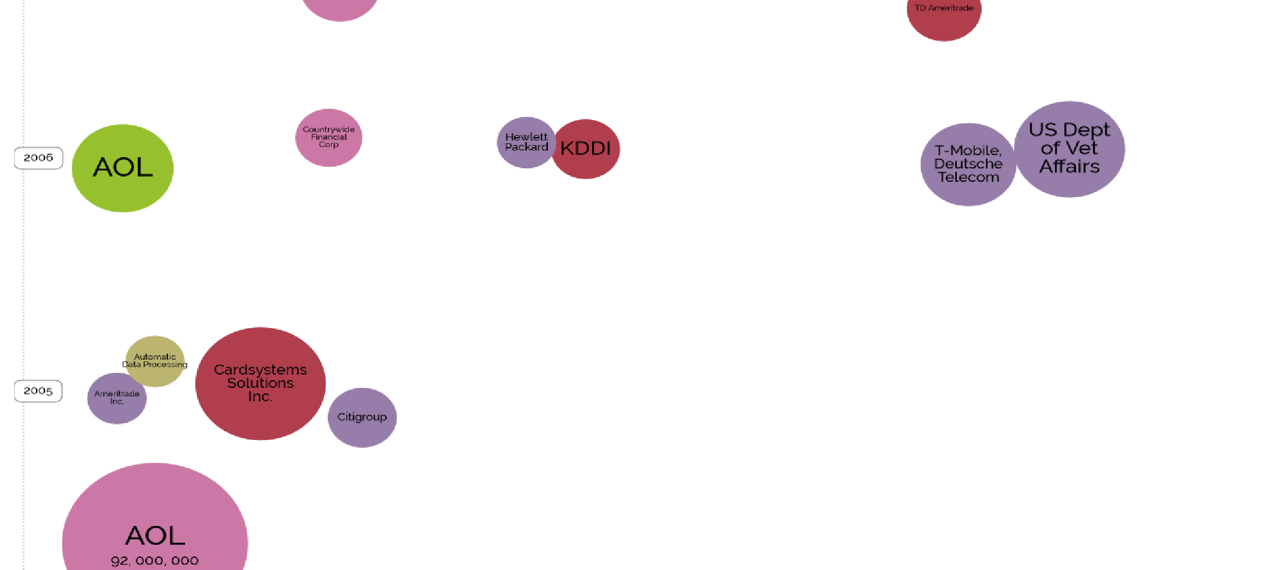 TD Ameritrade
2006
AOL
Countrywide
Financial
Corp
Hewlett
Packard
KDDI
T-Mobile,
Deutsche
Telecom
US Dept
of Vet
Affairs
2005
Automatic
Data Processing
Ameritrade
Inc.
Cardsystems
Solutions
Inc.
Citigroup
AOL
92, 000, 000